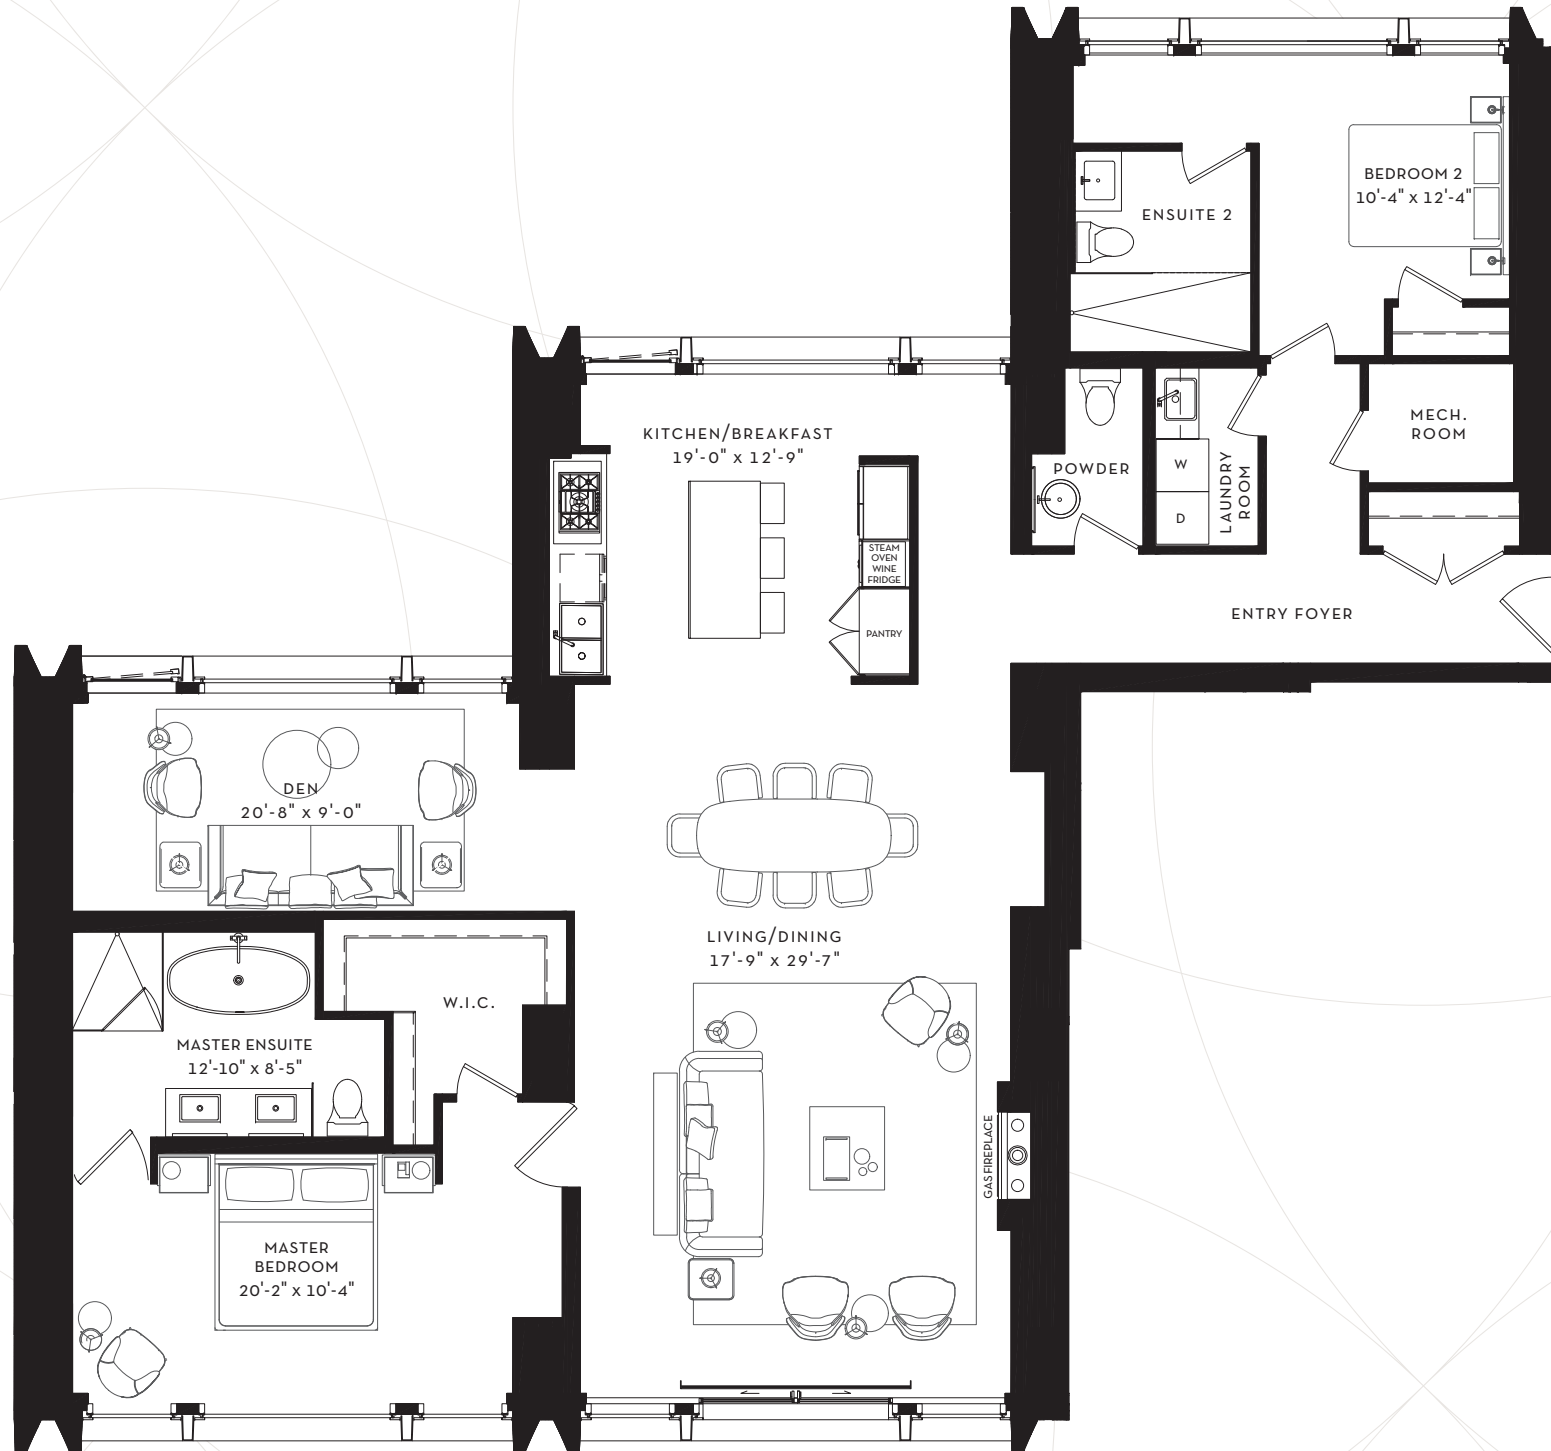 BEDROOM 2
10'-4" x 12'-4"
ENSUITE 2
KITCHEN/BREAKFAST
19'-0" x 12'-9"
MECH.
ROOM
POWDER
W
D
LAUNDRY
ROOM
STEAM
OVEN
WINE
FRIDGE
PANTRY
ENTRY FOYER
DEN
20'-8" x 9'-0"
LIVING/DINING
17'-9" x 29'-7"
W.I.C.
MASTER ENSUITE
12'-10" x 8'-5"
GAS FIREPLACE
MASTER
BEDROOM
20'-2" x 10'-4"